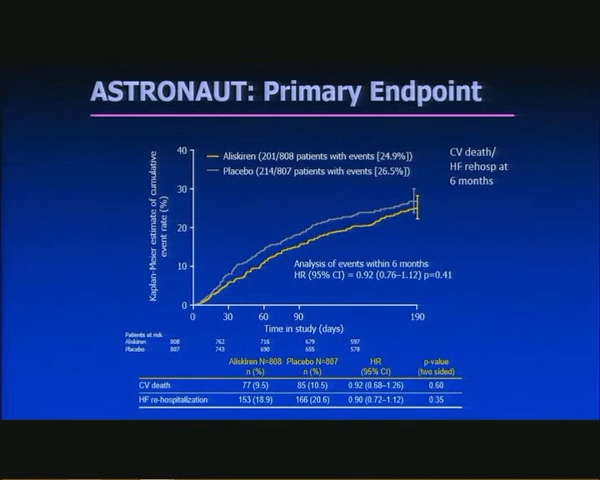 ASTRONAUT: Primary Endpoint
CV death/
HF rehosp at
6 months
Kaplan-Meier estimate of cumulative
event rate (%)
40
30
20
10
0
Aliskiren (201/808 patients with events [24.9%])
Placebo (214/807 patients with events [26.5%])
Analysis of events within 6 months
HR (95% CI) = 0.92 (0.76–1.12) p=0.41
0 30 60 90 190
Time in study (days)
Patients at risk
Aliskiren 808 762 716 679 597
Placebo 807 743 690 655 578
Aliskiren N=808 Placebo N=807 HR p-value
n (%) n (%) (95% CI) (two sided)
CV death 77 (9.5) 85 (10.5) 0.92 (0.68–1.26) 0.60
HF re-hospitalization 153 (18.9) 166 (20.6) 0.90 (0.72–1.12) 0.35